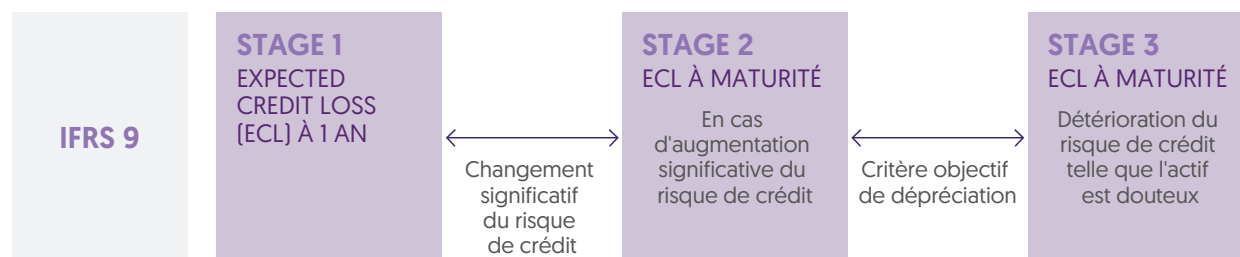 IFRS 9
STAGE 1
EXPECTED
CREDIT LOSS
(ECL) À 1 AN
Changement
significatif
du risque
de crédit
STAGE 2
ECL À MATURITÉ
En cas
d'augmentation
significative du
risque de crédit
Critère objectif
de dépréciation
STAGE 3
ECL À MATURITÉ
Détérioration du
risque de crédit
telle que l'actif
est douteux